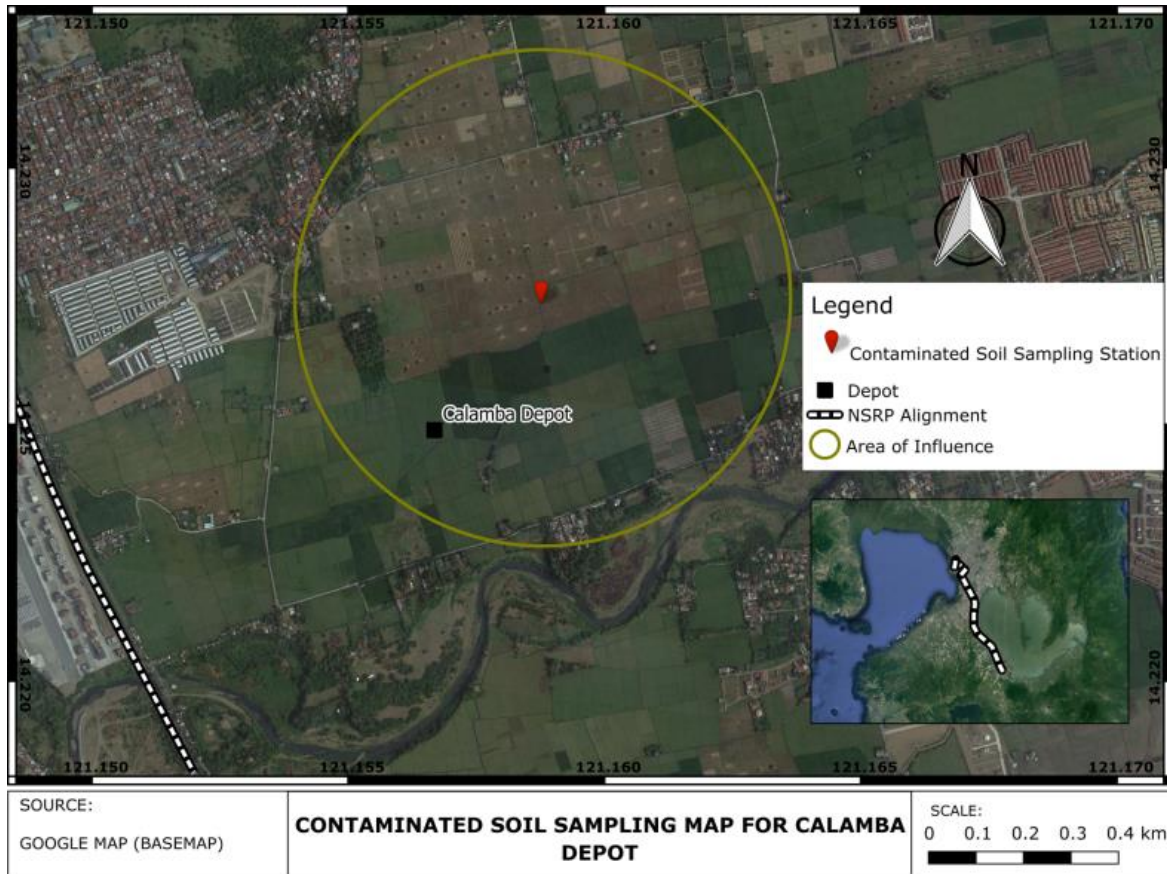 121.150 121.155 121.160 121.165 121.170
14.230
14.230
N
Legend
Contaminated Soil Sampling Station
Depot
NSRP Alignment
Area of Influence
Calamba Depot
14.220
14.220
121.150 121.155 121.160 121.165 121.170
SOURCE:
GOOGLE MAP (BASEMAP)
CONTAMINATED SOIL SAMPLING MAP FOR CALAMBA
DEPOT
SCALE:
0 0.1 0.2 0.3 0.4 km